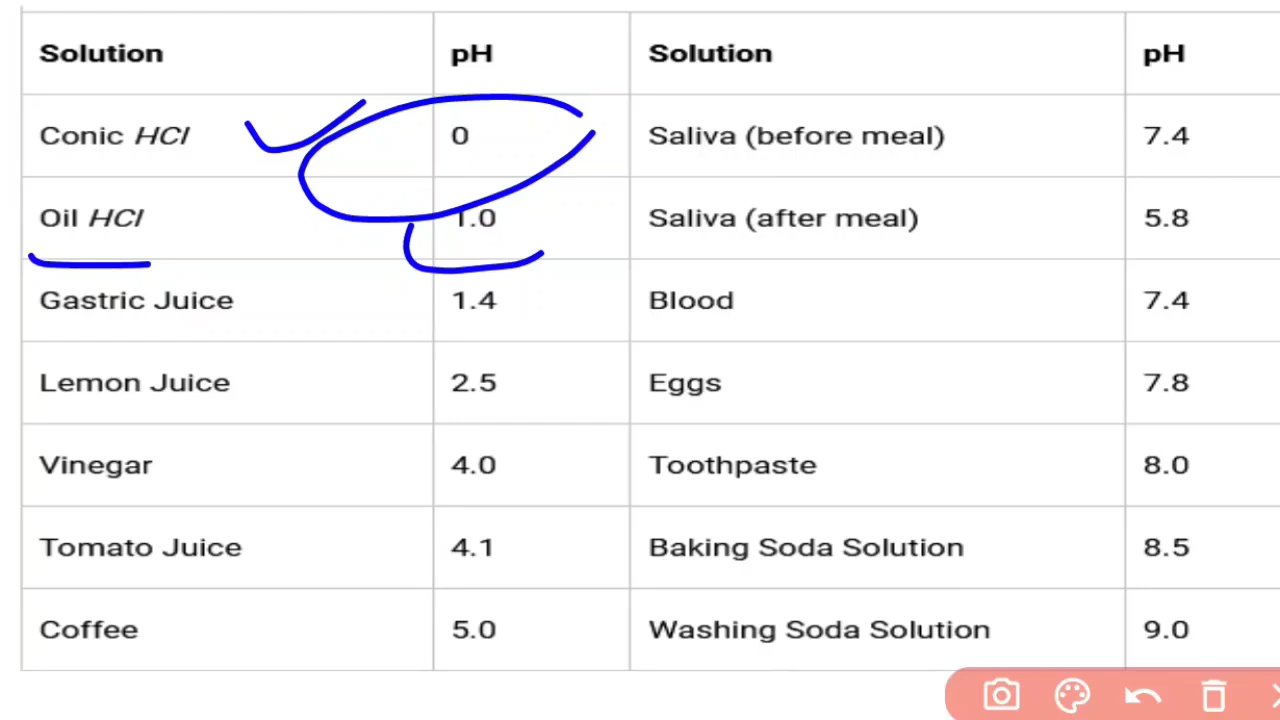 Solution pH Solution pH
Conic HCl 0 Saliva (before meal) 7.4
Oil HCl 1.0 Saliva (after meal) 5.8
Gastric Juice 1.4 Blood 7.4
Lemon Juice 2.5 Eggs 7.8
Vinegar 4.0 Toothpaste 8.0
Tomato Juice 4.1 Baking Soda Solution 8.5
Coffee 5.0 Washing Soda Solution 9.0